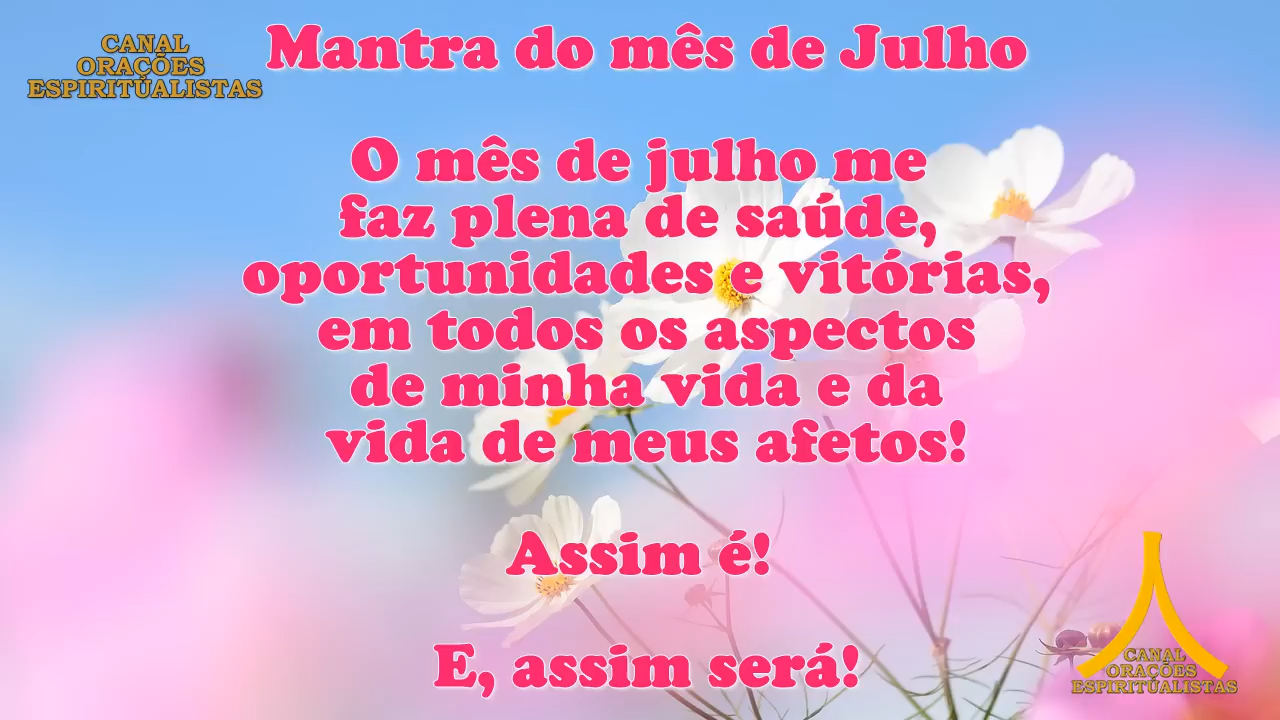 CANAL
ORAÇÕES
ESPIRITUALISTAS
Mantra do mês de Julho
O mês de julho me
faz plena de saúde,
oportunidades e vitórias,
em todos os aspectos
de minha vida e da
vida de meus afetos!
Assim é!
E, assim será!
CANAL
ORAÇÕES
ESPIRITUALISTAS